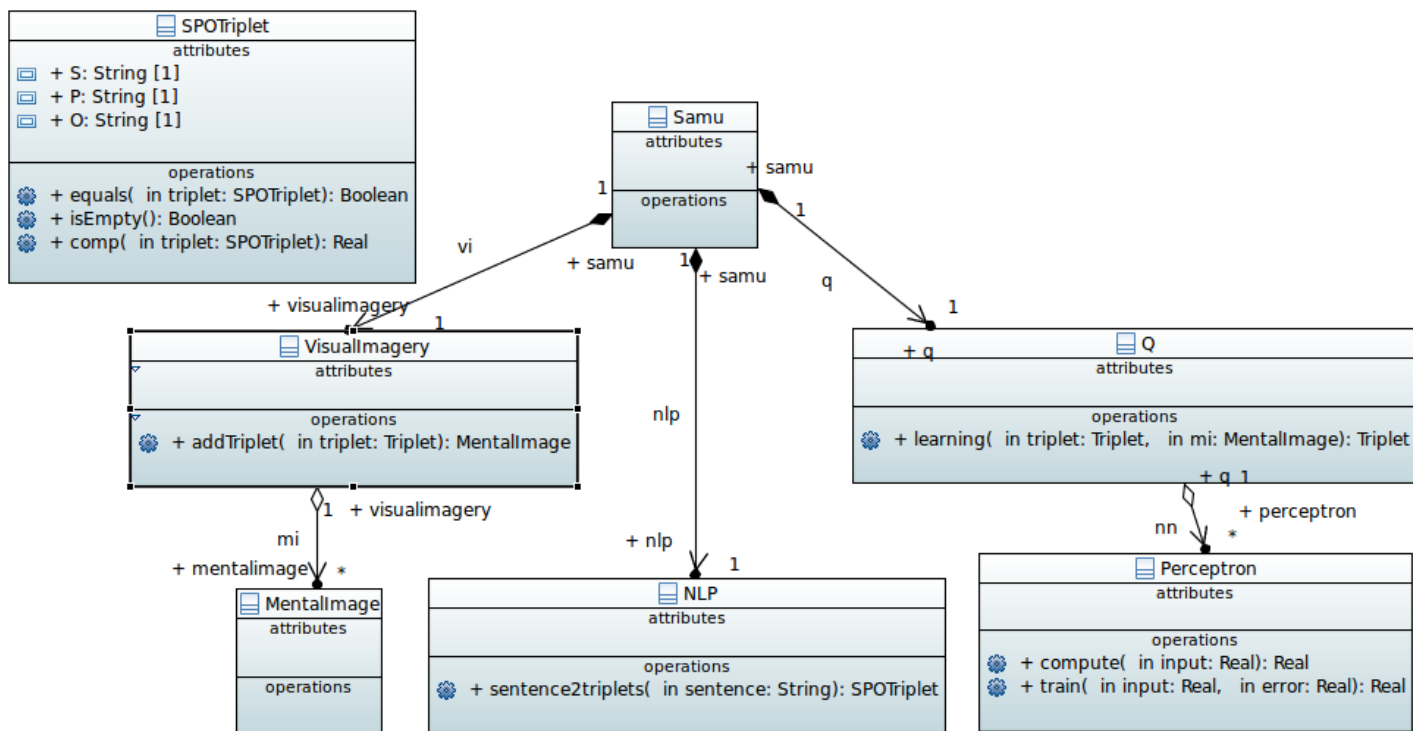 SPOTriplet
attributes
+ S: String [1]
+ P: String [1]
+ O: String [1]
operations
+ equals( in triplet: SPOTriplet): Boolean
+ isEmpty(): Boolean
+ comp( in triplet: SPOTriplet): Real
Samu
attributes
operations
+ samu
1
1
vi
+ samu
1
+ samu
q
+ visualimagery
1
1
+ q
VisualImagery
attributes
operations
+ addTriplet( in triplet: Triplet): MentalImage
nlp
Q
attributes
operations
+ learning( in triplet: Triplet, in mi: MentalImage): Triplet
1
+ visualimagery
mi
+ mentalimage
*
+ nlp
1
+ q
1
+ perceptron
nn
*
MentalImage
attributes
operations
NLP
attributes
operations
+ sentence2triplets( in sentence: String): SPOTriplet
Perceptron
attributes
operations
+ compute( in input: Real): Real
+ train( in input: Real, in error: Real): Real